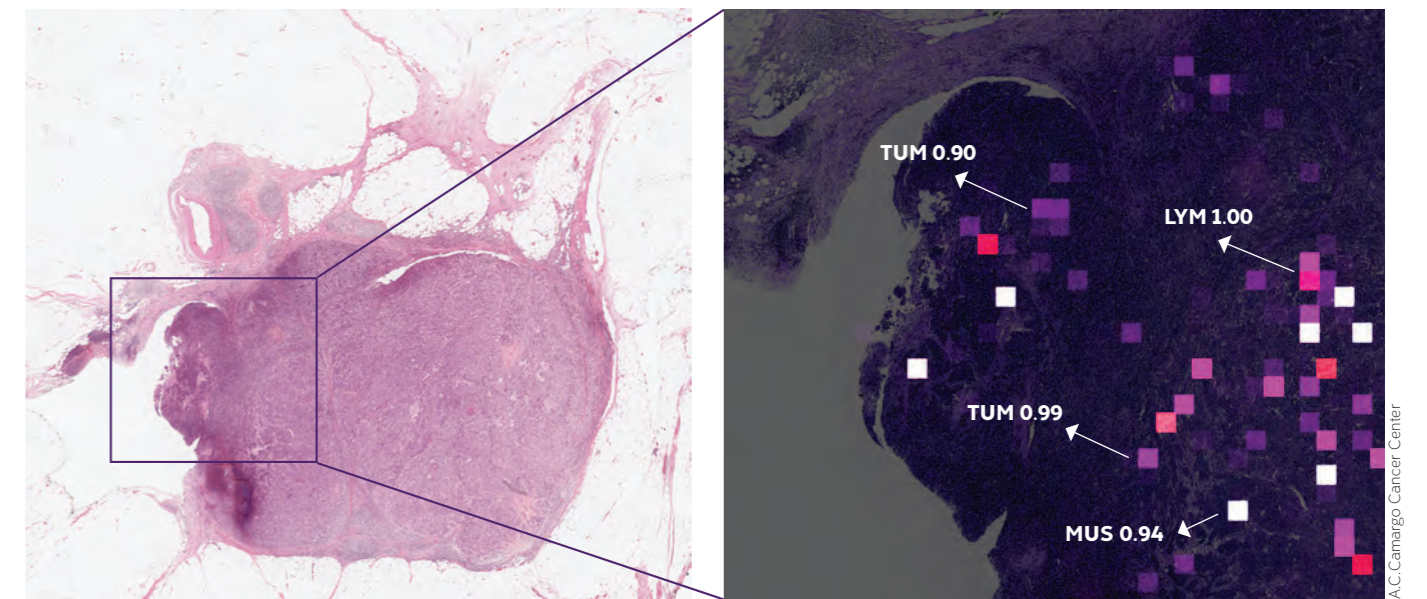 TUM 0.90
LYM 1.00
TUM 0.99
MUS 0.94
A.C.Camargo Cancer Center